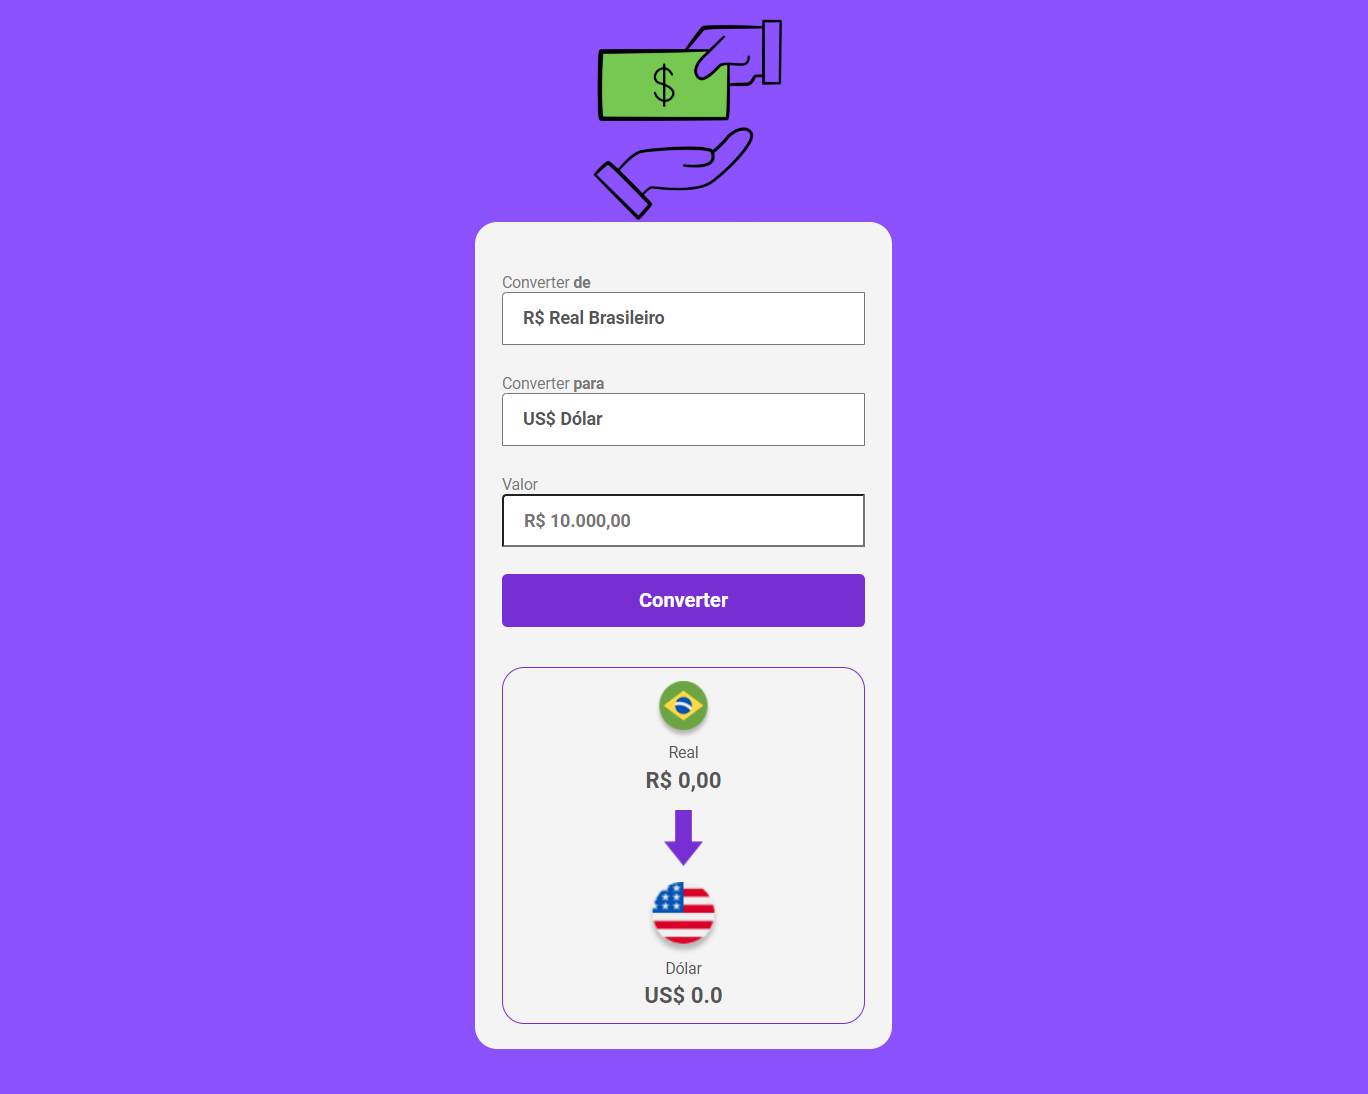 $
Converter de
R$ Real Brasileiro
Converter para
US$ Dólar
Valor
R$ 10.000,00
Converter
Real
R$ 0,00
Dólar
US$ 0.0